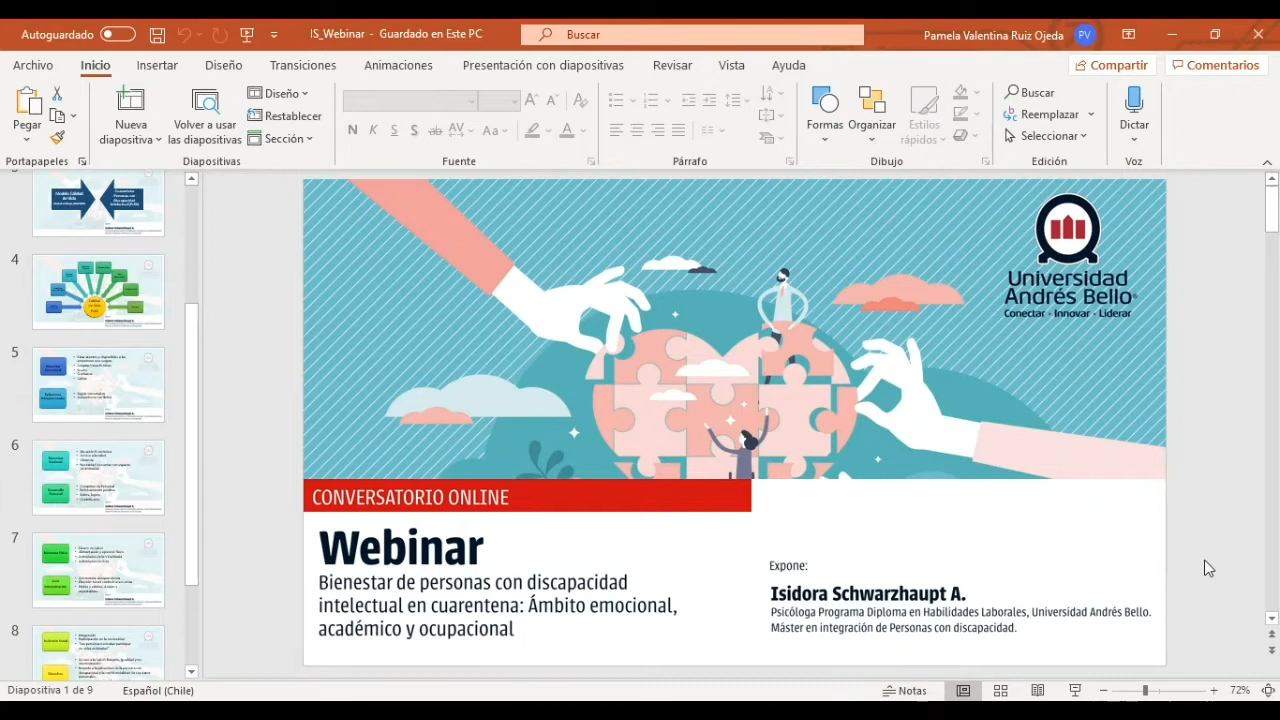 Autoguardado
IS_Webinar - Guardado en Este PC
Buscar
Pamela Valentina Ruiz Ojeda
PV
Archivo
Inicio
Insertar
Diseño
Transiciones
Animaciones
Presentación con diapositivas
Revisar
Vista
Ayuda
Compartir
Comentarios
Pegar
Nueva
diapositiva
Volver a usar
las diapositivas
Diseño
Restablecer
Sección
N K S S ab AV Aa A
Formas
Organizar
Estilos
rápidos
Buscar
Reemplazar
Seleccionar
Dictar
Portapapeles
Diapositivas
Fuente
Párrafo
Dibujo
Edición
Voz
4
5
6
7
8
Universidad
Andrés Bello
Conectar · Innovar · Liderar
CONVERSATORIO ONLINE
Webinar
Bienestar de personas con discapacidad
intelectual en cuarentena: Ámbito emocional,
académico y ocupacional
Expone:
Isidora Schwarzhaupt A.
Psicóloga Programa Diploma en Habilidades Laborales, Universidad Andrés Bello.
Máster en integración de Personas con discapacidad.
Diapositiva 1 de 9
Español (Chile)
Notas
72%